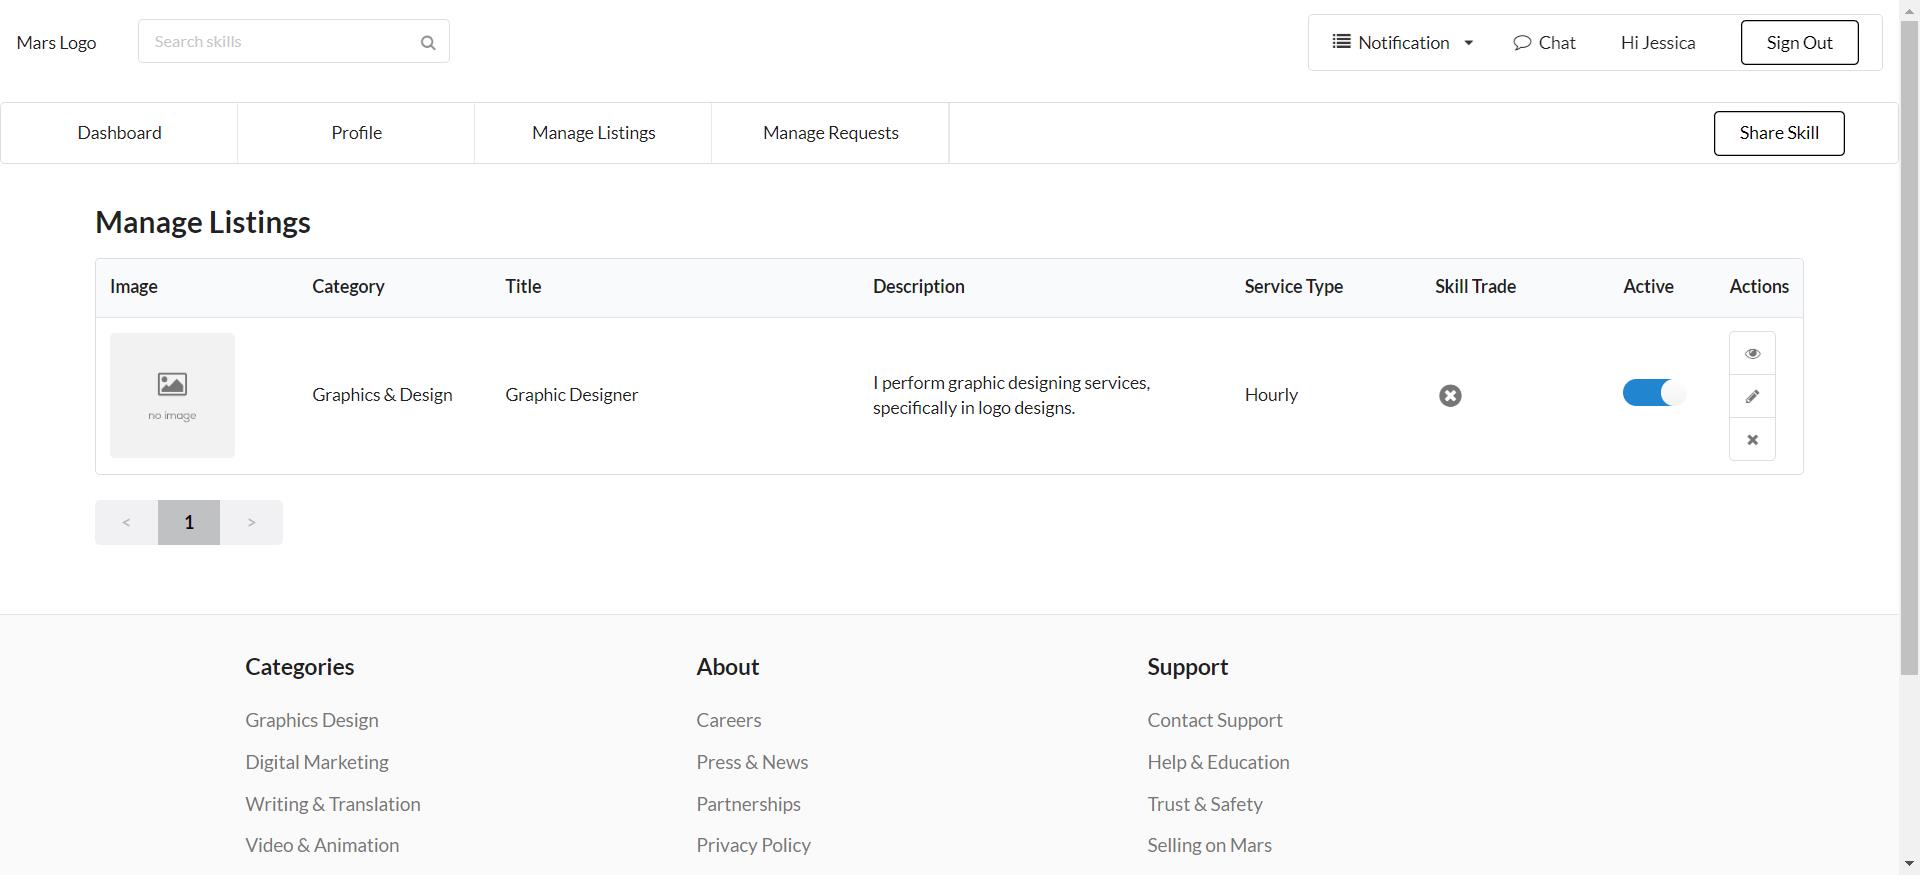 Mars Logo
Search skills
Notification
Chat
Hi Jessica
Sign Out
Dashboard
Profile
Manage Listings
Manage Requests
Share Skill
Manage Listings
Image Category Title Description Service Type Skill Trade Active Actions
no image
Graphics & Design
Graphic Designer
I perform graphic designing services,
specifically in logo designs.
Hourly
< 1 >
Categories
Graphics Design
Digital Marketing
Writing & Translation
Video & Animation
About
Careers
Press & News
Partnerships
Privacy Policy
Support
Contact Support
Help & Education
Trust & Safety
Selling on Mars